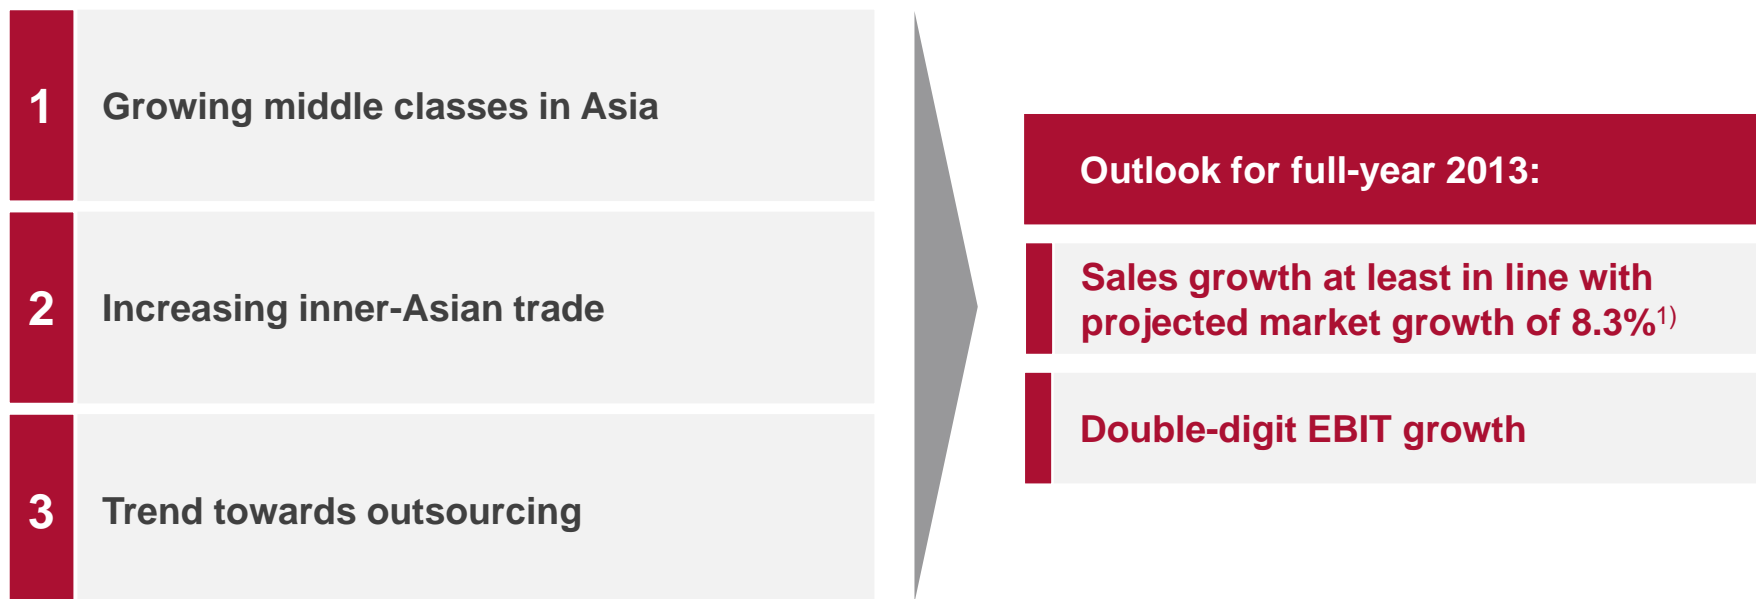 1
Growing middle classes in Asia
2
Increasing inner-Asian trade
3
Trend towards outsourcing
Outlook for full-year 2013:
Sales growth at least in line with
projected market growth of 8.3%1)
Double-digit EBIT growth